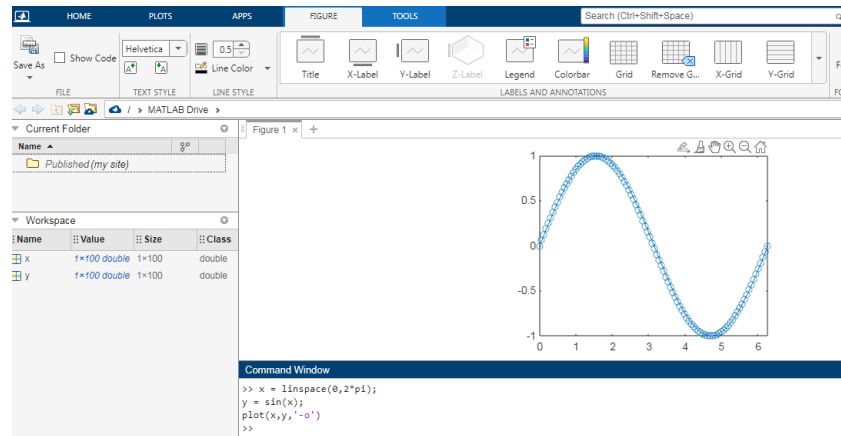 HOME PLOTS APPS FIGURE TOOLS Search (Ctrl+Shift+Space)
Save As
Show Code
Helvetica
A A
0.5
Line Color
Title X-Label Y-Label Z-Label Legend Colorbar Grid Remove G... X-Grid Y-Grid
FILE TEXT STYLE LINE STYLE LABELS AND ANNOTATIONS
/ › MATLAB Drive ›
Current Folder
Name
Published (my site)
Workspace
Name Value Size Class
x 1×100 double 1×100 double
y 1×100 double 1×100 double
Figure 1 × +
1
0.5
0
-0.5
-1
0 1 2 3 4 5 6
Command Window
>> x = linspace(0,2*pi);
y = sin(x);
plot(x,y,'-o')
>>